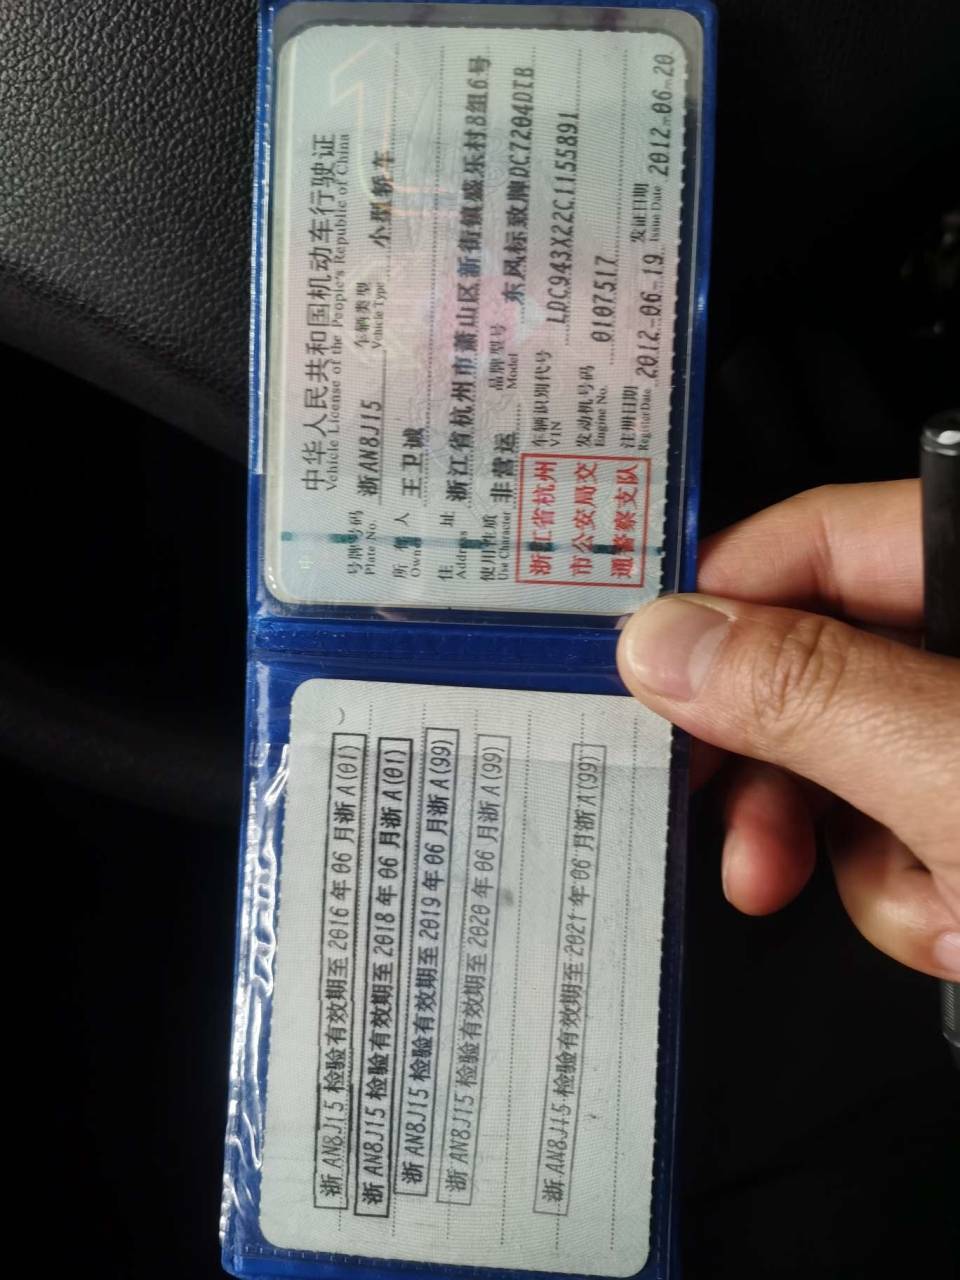 中华人民共和国机动车行驶证
Vehicle License of the People's Republic of China
号牌号码 浙AN8J15 车辆类型 小型轿车
Plate No. Vehicle Type
所有人 王卫诚
Owner
住址 浙江省杭州市萧山区新街镇盛乐村8组6号
Address
使用性质 非营运 品牌型号 东风标致牌DC7204DTB
Use Character Model
浙江省杭州 车辆识别代号 LDC943X22C1155891
VIN
市公安局交 发动机号码 0107517
Engine No.
通警察支队 注册日期 2012-06-19 发证日期 2012-06-20
Register Date Issue Date
浙AN8J15 检验有效期至2016年06月浙A(01)
浙AN8J15 检验有效期至2018年06月浙A(01)
浙AN8J15 检验有效期至2019年06月浙A(99)
浙AN8J15 检验有效期至2020年06月浙A(99)
浙AN8J15 检验有效期至2021年06月浙A(99)